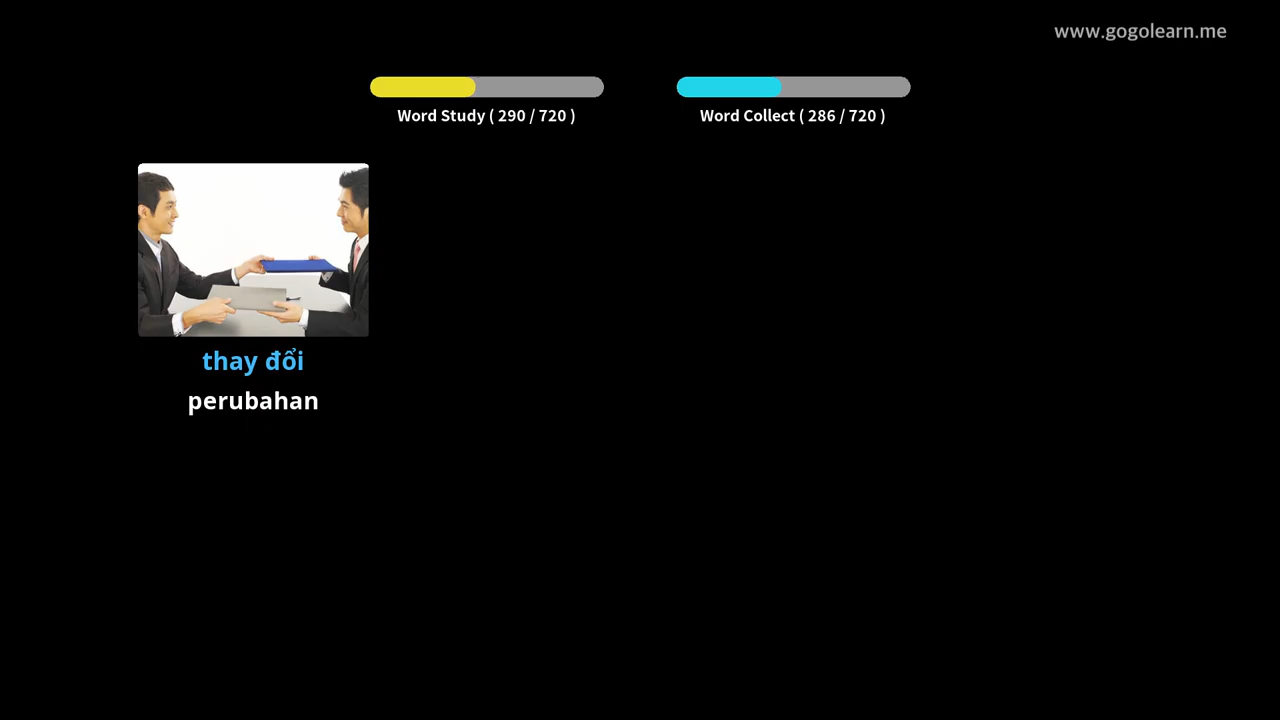 www.gogolearn.me
Word Study ( 290 / 720 )
Word Collect ( 286 / 720 )
thay đổi
perubahan